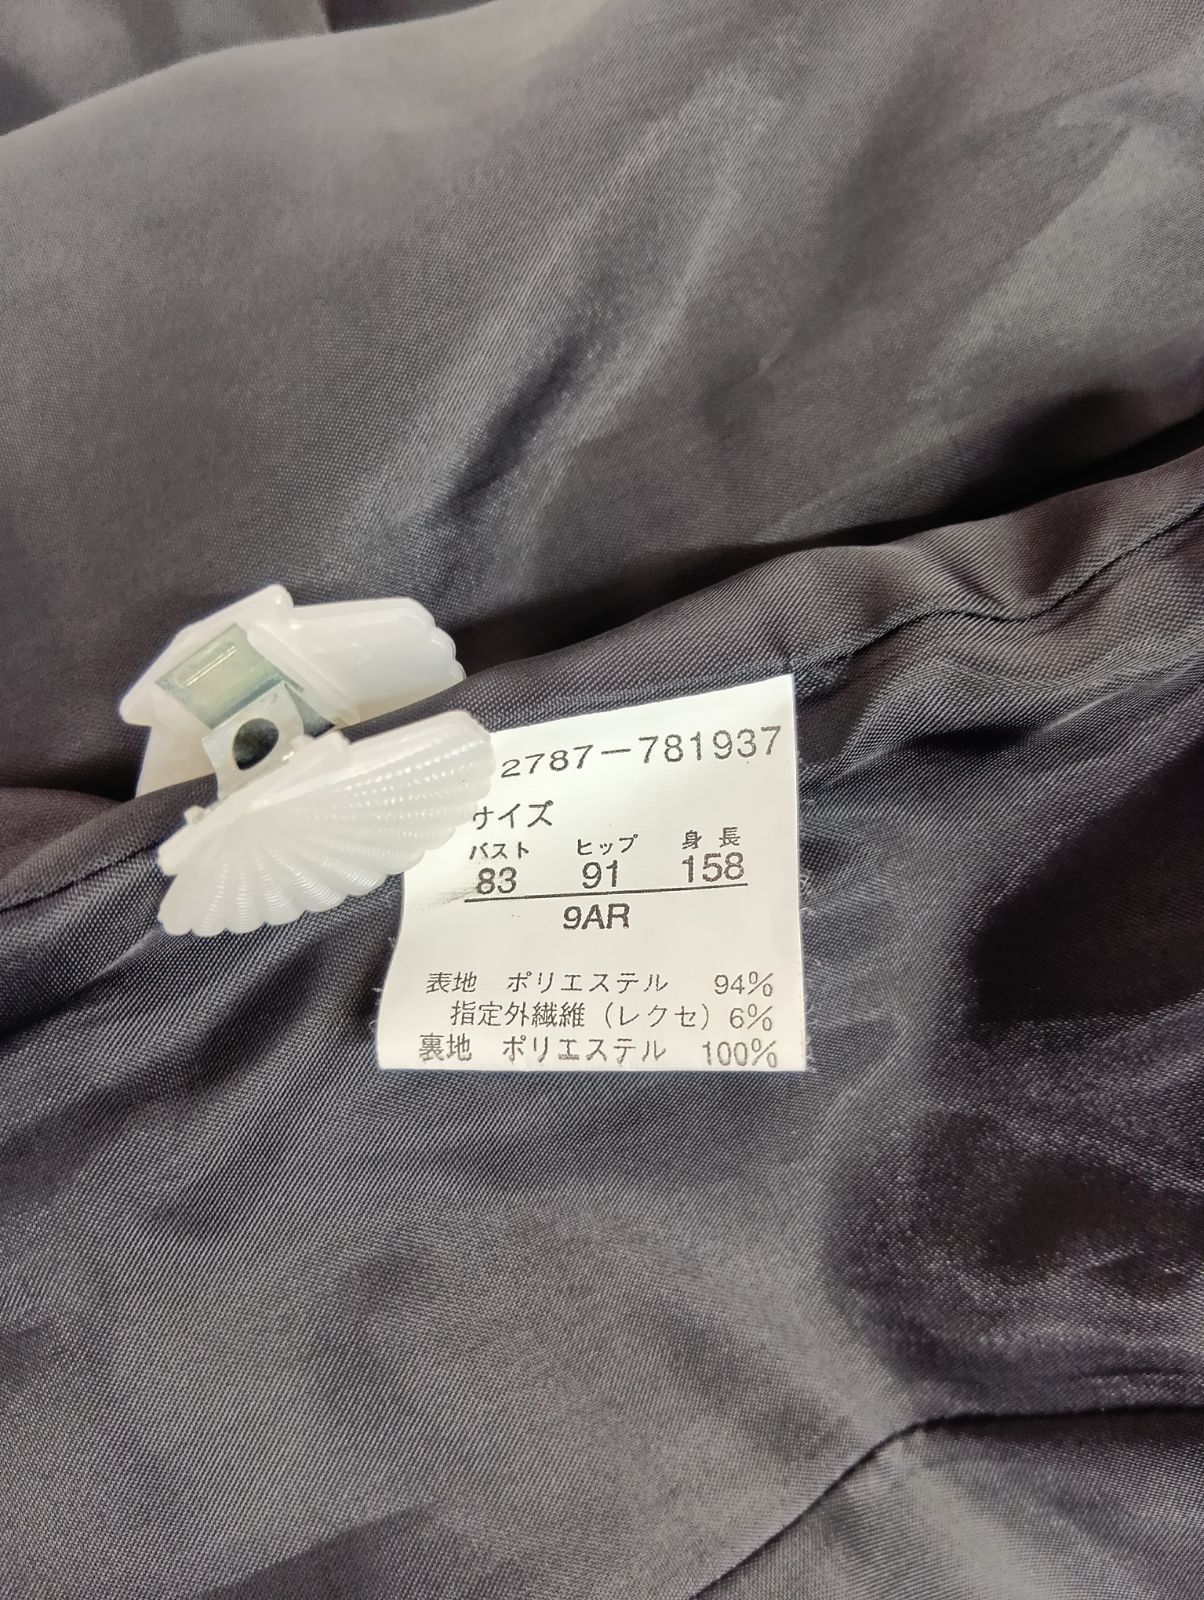 2787-781937
サイズ
バスト ヒップ 身長
83 91 158
9AR
表地 ポリエステル 94%
指定外繊維（レクセ）6%
裏地 ポリエステル 100%